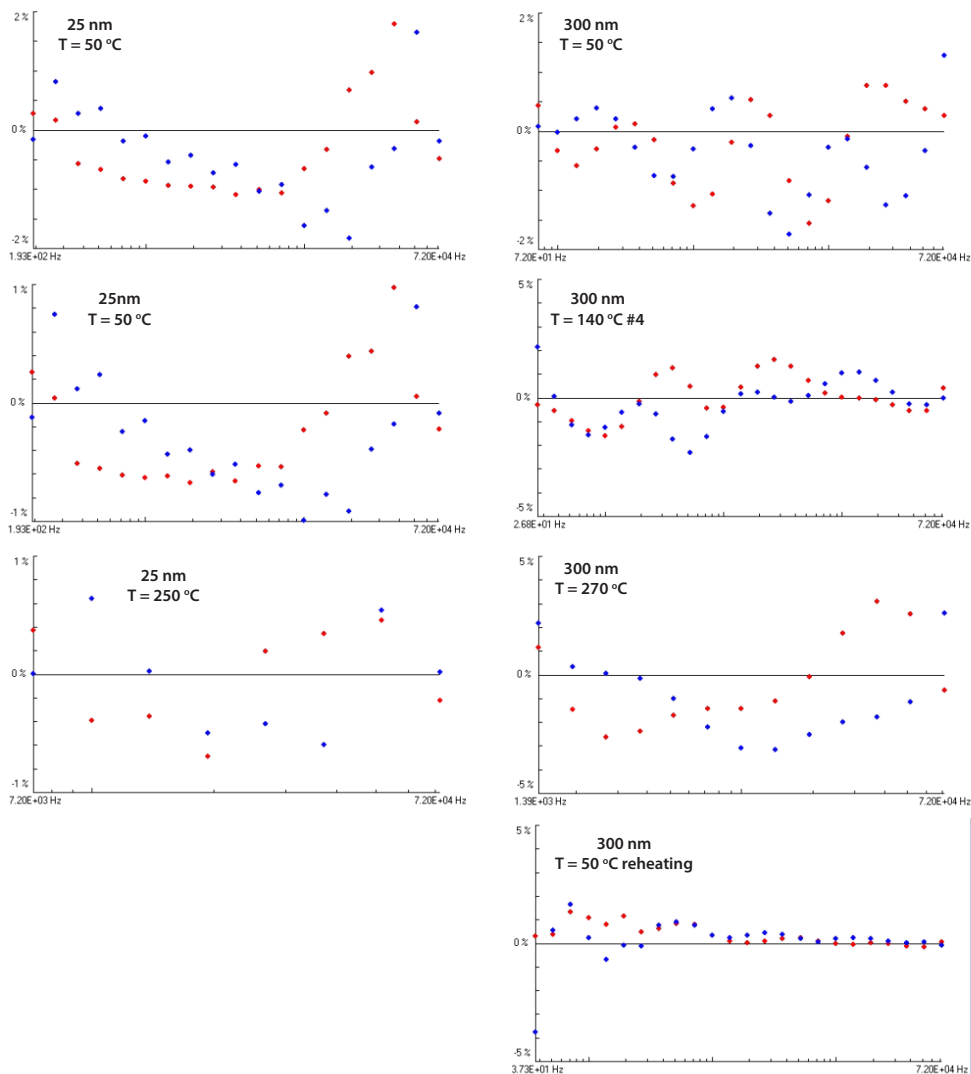 25 nm
T = 50 °C
2 %
0 %
-2 %
1.93E+02 Hz
7.20E+04 Hz
300 nm
T = 50 °C
2 %
0 %
-2 %
7.20E+01 Hz
7.20E+04 Hz
25nm
T = 50 °C
1 %
0 %
-1 %
1.93E+02 Hz
7.20E+04 Hz
300 nm
T = 140 °C #4
5 %
0 %
-5 %
2.68E+01 Hz
7.20E+04 Hz
25 nm
T = 250 °C
1 %
0 %
-1 %
7.20E+03 Hz
7.20E+04 Hz
300 nm
T = 270 °C
5 %
0 %
-5 %
1.39E+03 Hz
7.20E+04 Hz
300 nm
T = 50 °C reheating
5 %
0 %
-5 %
3.73E+01 Hz
7.20E+04 Hz